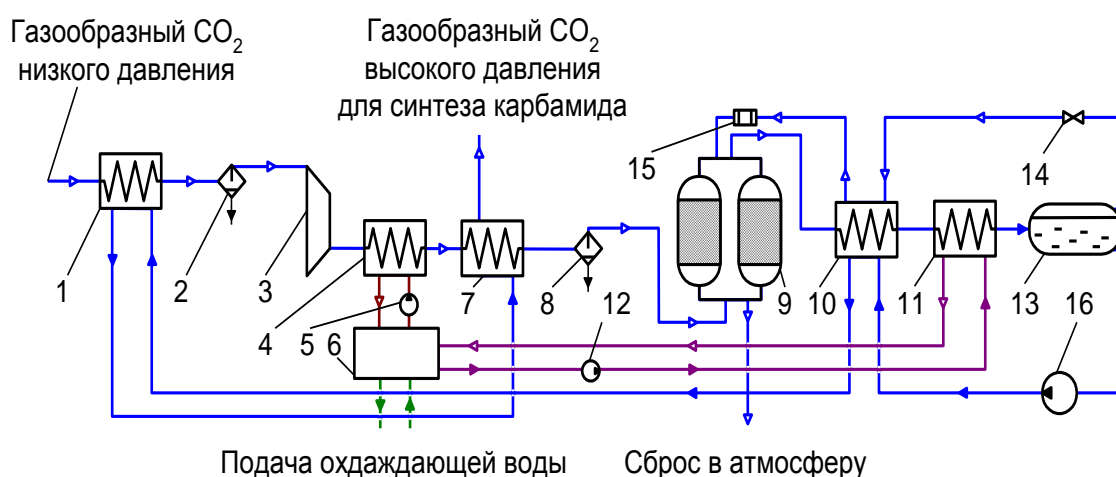 Газообразный CO2
низкого давления
Газообразный CO2
высокого давления
для синтеза карбамида
15
14
1
2
3
4
5
6
7
8
12
9
10
11
13
16
Подача охдаждающей воды
Сброс в атмосферу